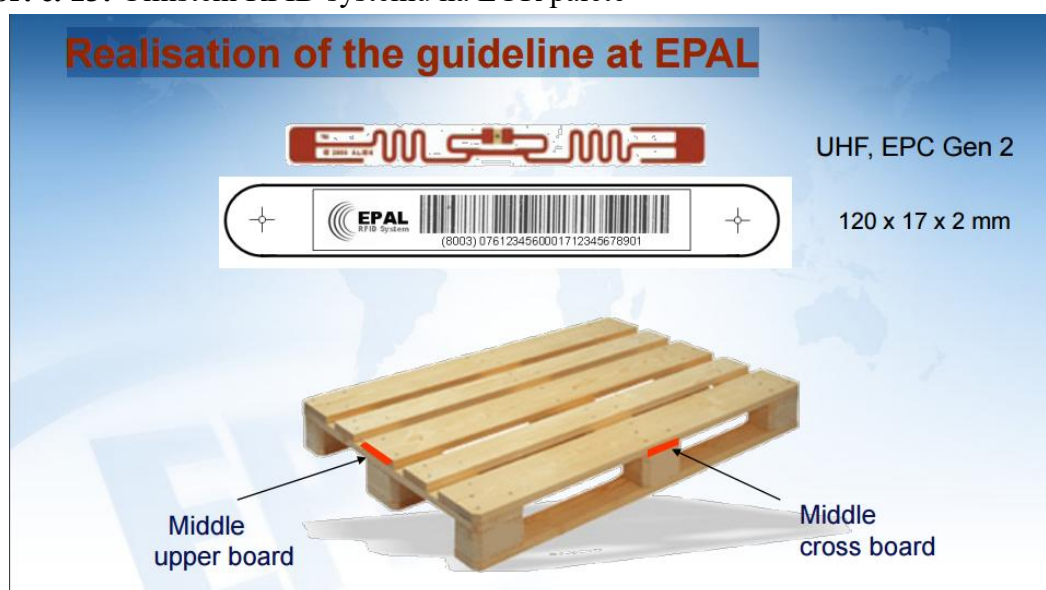 Realisation of the guideline at EPAL
UHF, EPC Gen 2
EPAL
RFID System
(8003) 0761234560001712345678901
120 x 17 x 2 mm
Middle
upper board
Middle
cross board